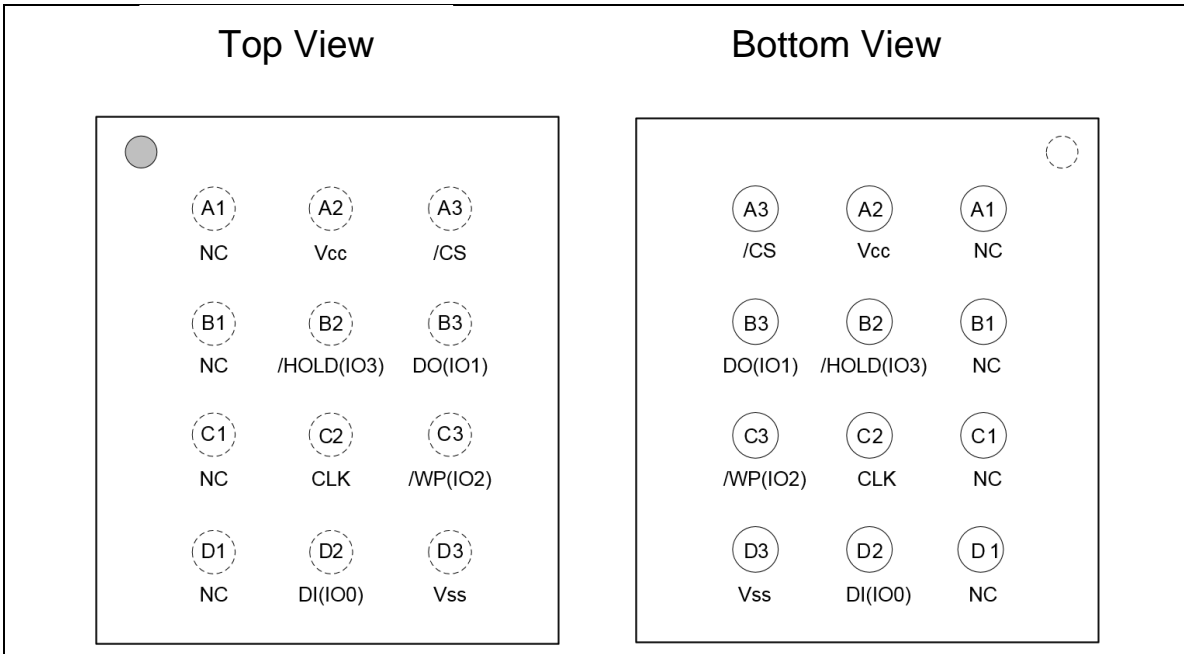 Top View Bottom View
A1 A2 A3 A3 A2 A1
NC Vcc /CS /CS Vcc NC
B1 B2 B3 B3 B2 B1
NC /HOLD(IO3) DO(IO1) DO(IO1) /HOLD(IO3) NC
C1 C2 C3 C3 C2 C1
NC CLK /WP(IO2) /WP(IO2) CLK NC
D1 D2 D3 D3 D2 D 1
NC DI(IO0) Vss Vss DI(IO0) NC